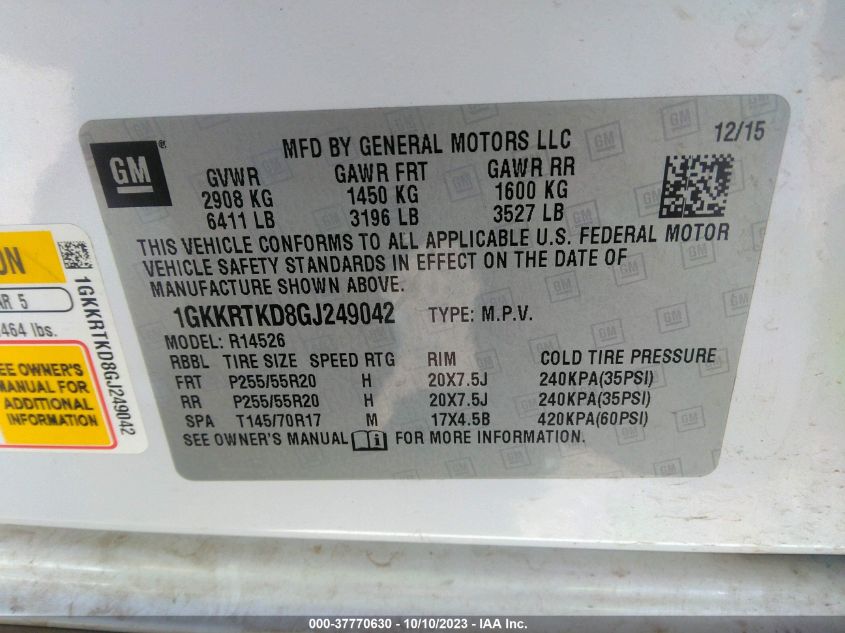 GM
®
MFD BY GENERAL MOTORS LLC
12/15
GVWR GAWR FRT GAWR RR
2908 KG 1450 KG 1600 KG
6411 LB 3196 LB 3527 LB
THIS VEHICLE CONFORMS TO ALL APPLICABLE U.S. FEDERAL MOTOR
VEHICLE SAFETY STANDARDS IN EFFECT ON THE DATE OF
MANUFACTURE SHOWN ABOVE.
1GKKRTKD8GJ249042 TYPE: M.P.V.
MODEL: R14526
RBBL TIRE SIZE SPEED RTG RIM COLD TIRE PRESSURE
FRT P255/55R20 H 20X7.5J 240KPA(35PSI)
RR P255/55R20 H 20X7.5J 240KPA(35PSI)
SPA T145/70R17 M 17X4.5B 420KPA(60PSI)
SEE OWNER'S MANUAL FOR MORE INFORMATION.
AR 5
464 lbs.
SEE OWNER'S
MANUAL FOR
ADDITIONAL
INFORMATION
1GKKRTKD8GJ249042
000-37770630 - 10/10/2023 - IAA Inc.